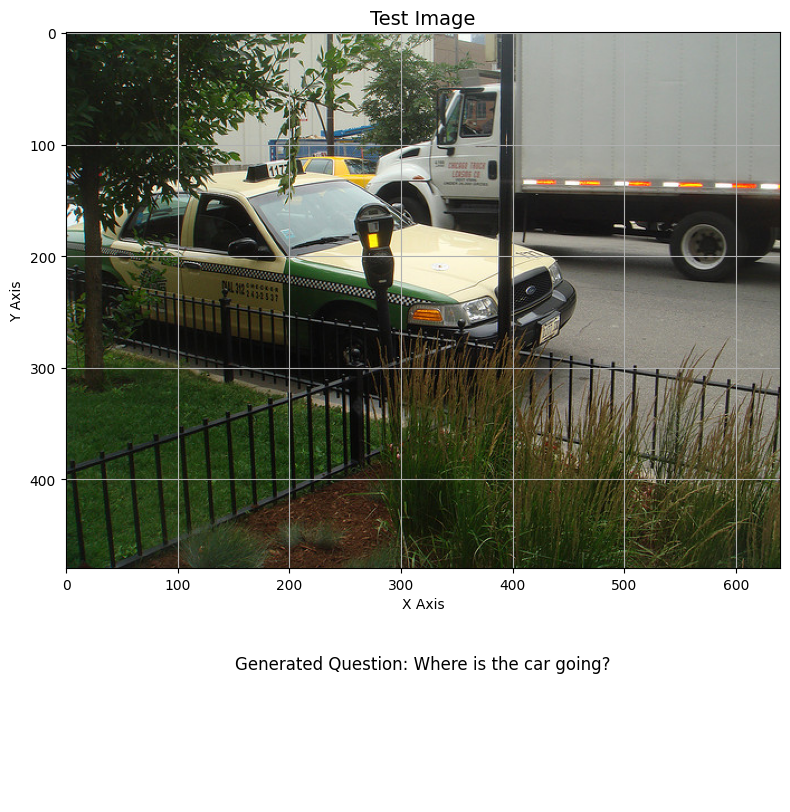 Test Image
0
100
200
300
400
Y Axis
CHICAGO TRUCK
LEASING CO
Ford
0 100 200 300 400 500 600
X Axis
Generated Question: Where is the car going?